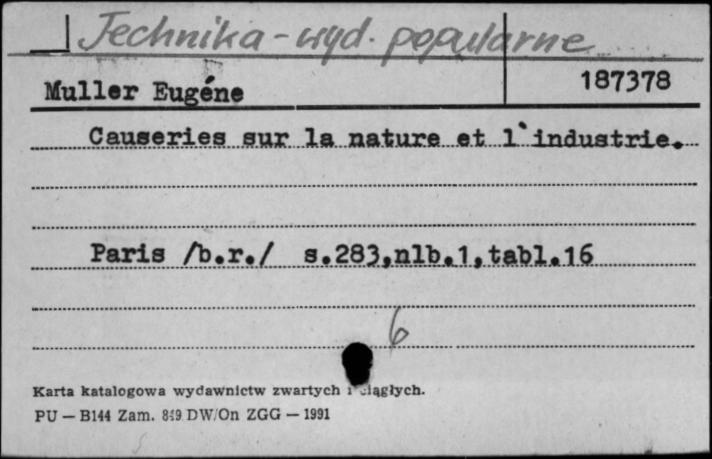 Technika - wyd. popularne
Muller Eugéne 187378
Causeries sur la nature et l`industrie.
Paris /b.r./ s.283,nlb.1,tabl.16
6
Karta katalogowa wydawnictw zwartych i ciągłych.
PU — B144 Zam. 849 DW/On ZGG — 1991